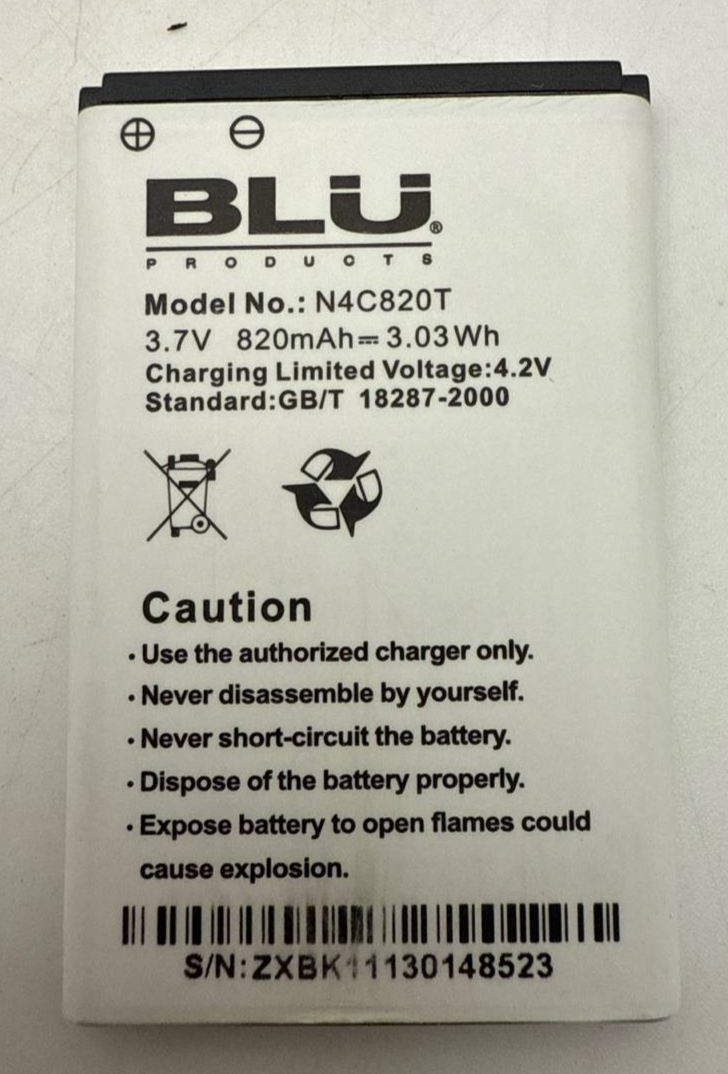 ⊕ ⊖
BLU®
PRODUCTS
Model No.: N4C820T
3.7V 820mAh⎓3.03Wh
Charging Limited Voltage:4.2V
Standard:GB/T 18287-2000
Caution
· Use the authorized charger only.
· Never disassemble by yourself.
· Never short-circuit the battery.
· Dispose of the battery properly.
· Expose battery to open flames could
cause explosion.
S/N:ZXBK11130148523